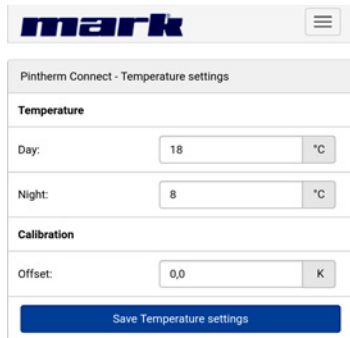 mark
Pintherm Connect - Temperature settings
Temperature
Day: 18 °C
Night: 8 °C
Calibration
Offset: 0,0 K
Save Temperature settings